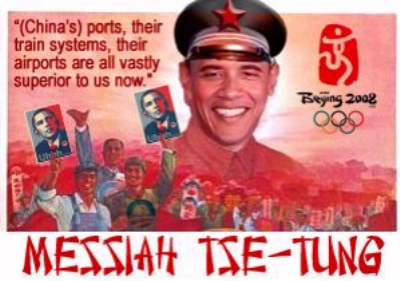 "(China's) ports, their
train systems, their
airports are all vastly
superior to us now."
Beijing 2008
MESSIAH TSE-TUNG